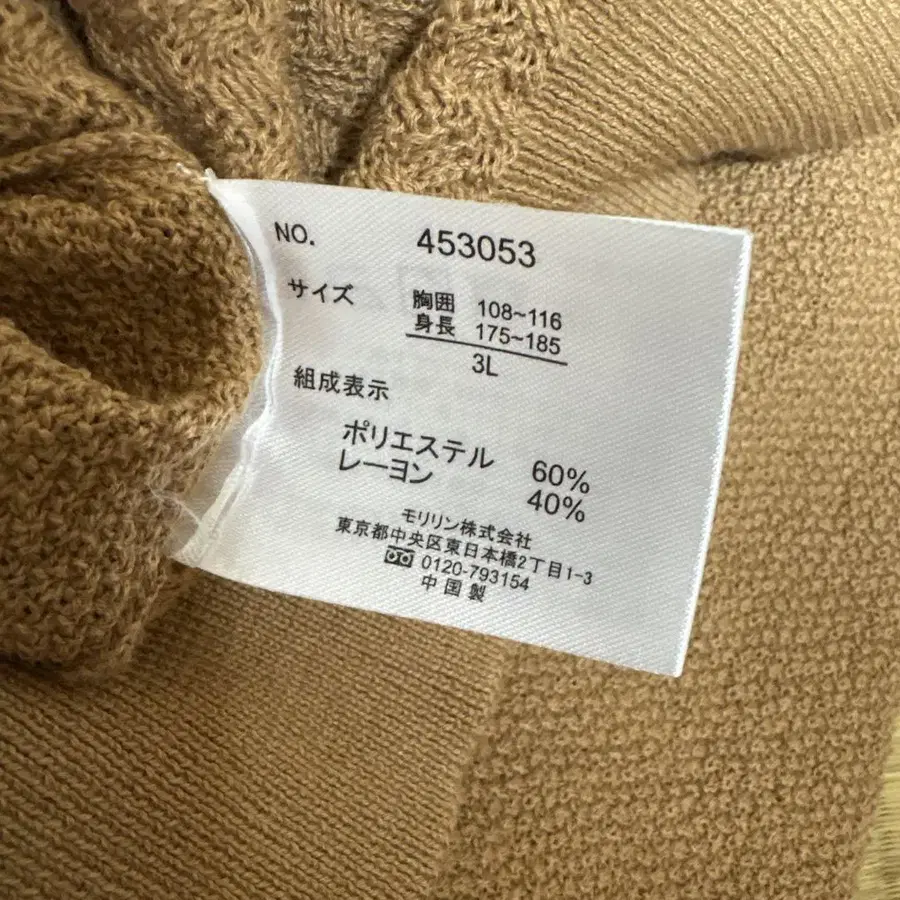 NO. 453053
サイズ 胸囲 108~116
身長 175~185
3L
組成表示
ポリエステル 60%
レーヨン 40%
モリリン株式会社
東京都中央区東日本橋2丁目1-3
0120-793154
中国製